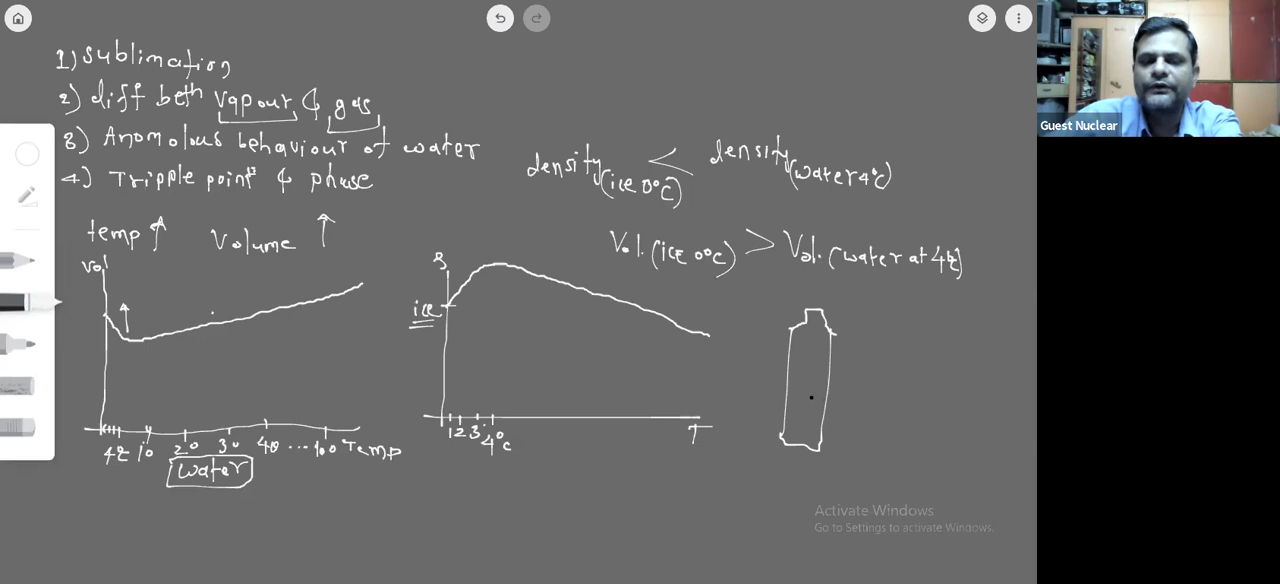 1) sublimation
2) diff beth Vapour & gas
3) Anomolous behaviour of water
4) Tripple point & phase
density(ice 0°C) < density(water 4°C)
temp ↑ Volume ↑
Vol.(ice 0°C) > Vol.(water at 4°C)
Vol
ice
4°C 10 20 30 40 ... 100 Temp
water
1 2 3 4°C T
Guest Nuclear
Activate Windows
Go to Settings to activate Windows.